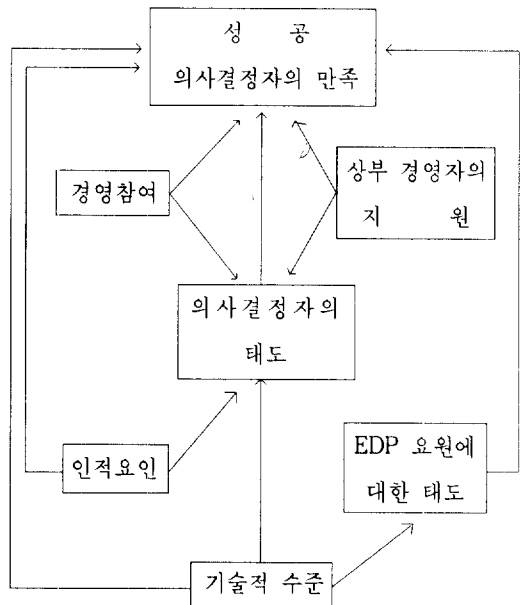 성 공
의사결정자의 만족
경영참여
상부 경영자의
지 원
의사결정자의
태도
인적요인
EDP 요원에
대한 태도
기술적 수준